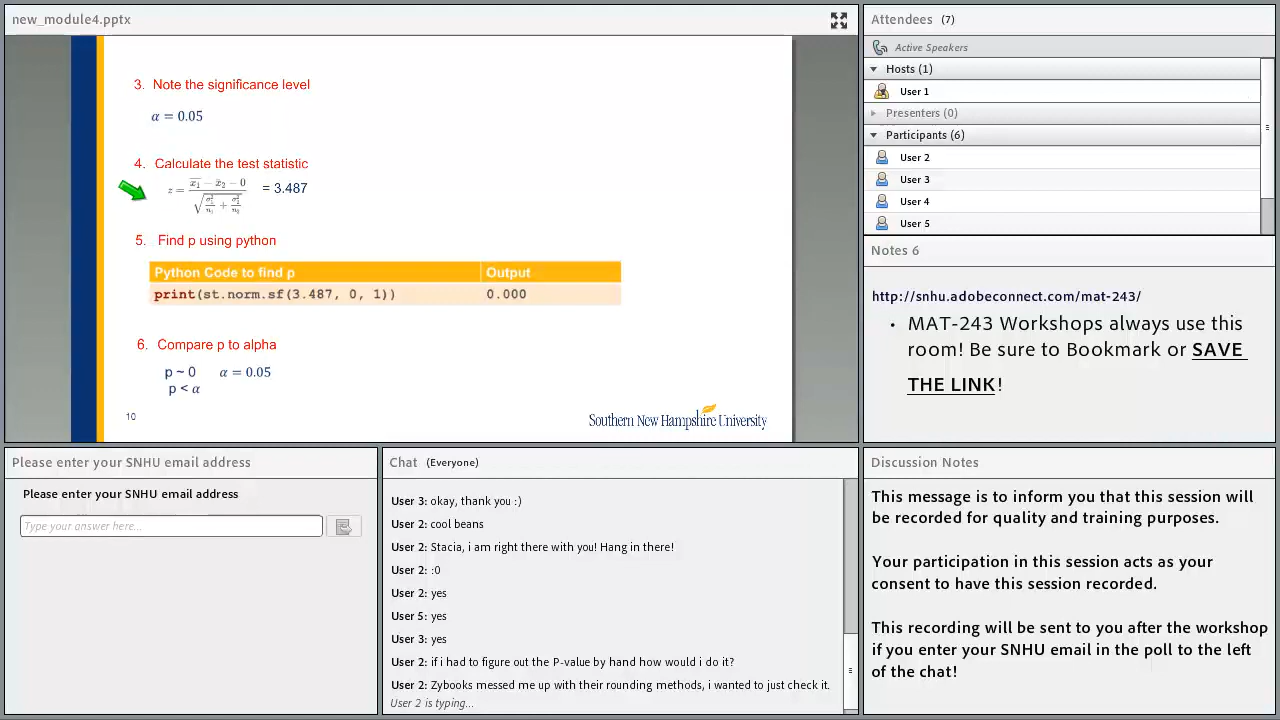 new_module4.pptx
3. Note the significance level
α = 0.05
4. Calculate the test statistic
z = (x̄₁ − x̄₂ − 0) / √(σ₁²/n₁ + σ₂²/n₂) = 3.487
5. Find p using python
Python Code to find p Output
print(st.norm.sf(3.487, 0, 1)) 0.000
6. Compare p to alpha
p ~ 0 α = 0.05
p < α
10
Southern New Hampshire University
Attendees (7)
Active Speakers
Hosts (1)
User 1
Presenters (0)
Participants (6)
User 2
User 3
User 4
User 5
Notes 6
http://snhu.adobeconnect.com/mat-243/
• MAT-243 Workshops always use this
room! Be sure to Bookmark or SAVE
THE LINK!
Please enter your SNHU email address
Please enter your SNHU email address
Type your answer here...
Chat (Everyone)
User 3: okay, thank you :)
User 2: cool beans
User 2: Stacia, i am right there with you! Hang in there!
User 2: :0
User 2: yes
User 5: yes
User 3: yes
User 2: if i had to figure out the P-value by hand how would i do it?
User 2: Zybooks messed me up with their rounding methods, i wanted to just check it.
User 2 is typing...
Discussion Notes
This message is to inform you that this session will
be recorded for quality and training purposes.
Your participation in this session acts as your
consent to have this session recorded.
This recording will be sent to you after the workshop
if you enter your SNHU email in the poll to the left
of the chat!